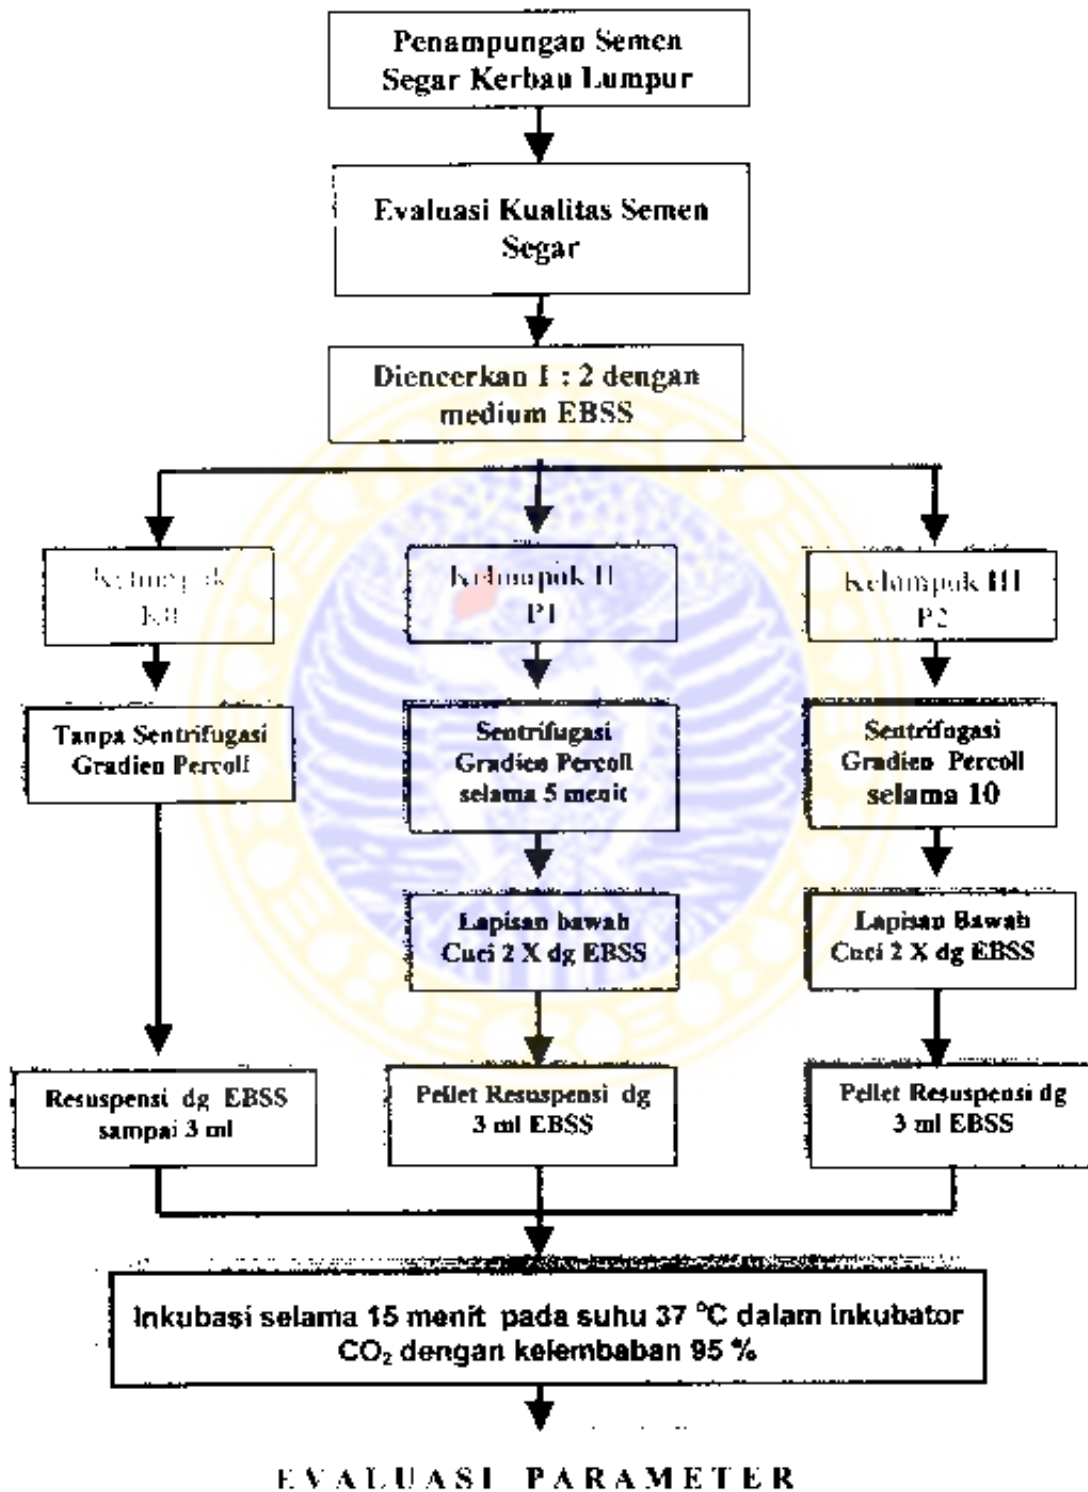 Penampungan Semen
Segar Kerbau Lumpur
Evaluasi Kualitas Semen
Segar
Diencerkan 1 : 2 dengan
medium EBSS
Kelompok
Kelompok II
P1
Kelompok III
P2
Tanpa Sentrifugasi
Gradien Percoll
Sentrifugasi
Gradien Percoll
selama 5 menit
Sentrifugasi
Gradien Percoll
selama 10
Lapisan bawah
Cuci 2 X dg EBSS
Lapisan Bawah
Cuci 2 X dg EBSS
Resuspensi dg EBSS
sampai 3 ml
Pellet Resuspensi dg
3 ml EBSS
Pellet Resuspensi dg
3 ml EBSS
Inkubasi selama 15 menit pada suhu 37 °C dalam inkubator
CO₂ dengan kelembaban 95 %
EVALUASI PARAMETER